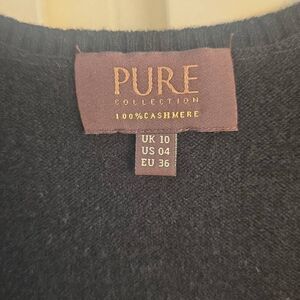 PURE
COLLECTION
100%CASHMERE
UK 10
US 04
EU 36